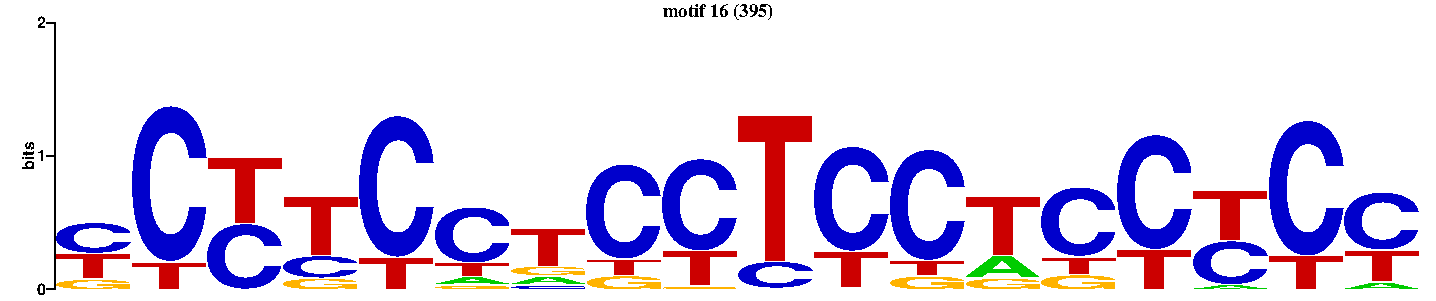 motif 16 (395)
2
bits
1
0
C C T T C C T C C T C C T C C T C C
T T C C T T G T T C T T A T T C T T
G G A A G G G G A A
G C